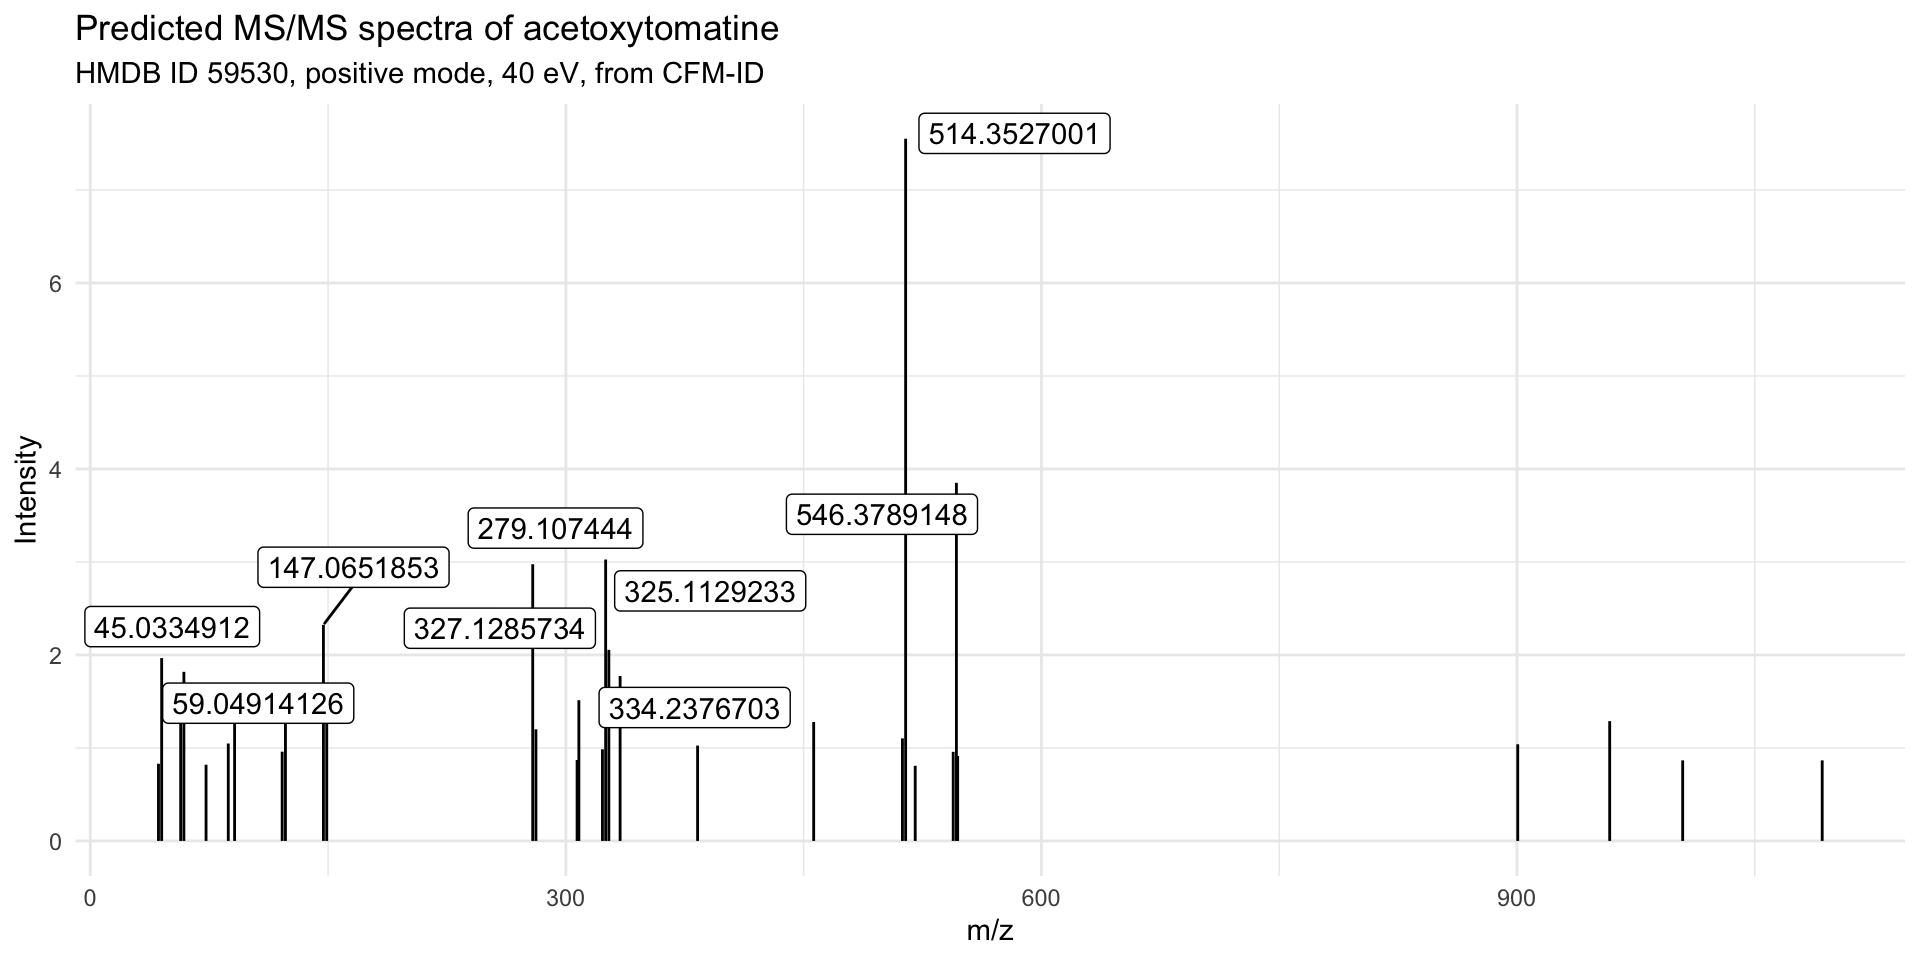 Predicted MS/MS spectra of acetoxytomatine
HMDB ID 59530, positive mode, 40 eV, from CFM-ID
514.3527001
6
Intensity
4
546.3789148
279.107444
147.0651853
325.1129233
45.0334912
327.1285734
2
59.04914126
334.2376703
0
0 300 600 900
m/z